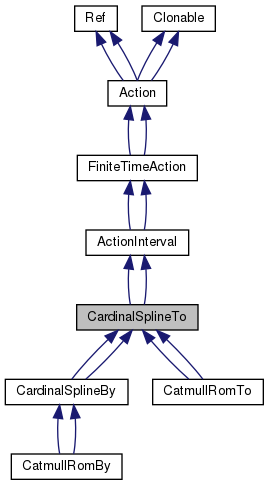 Ref
Clonable
Action
FiniteTimeAction
ActionInterval
CardinalSplineTo
CardinalSplineBy
CatmullRomTo
CatmullRomBy